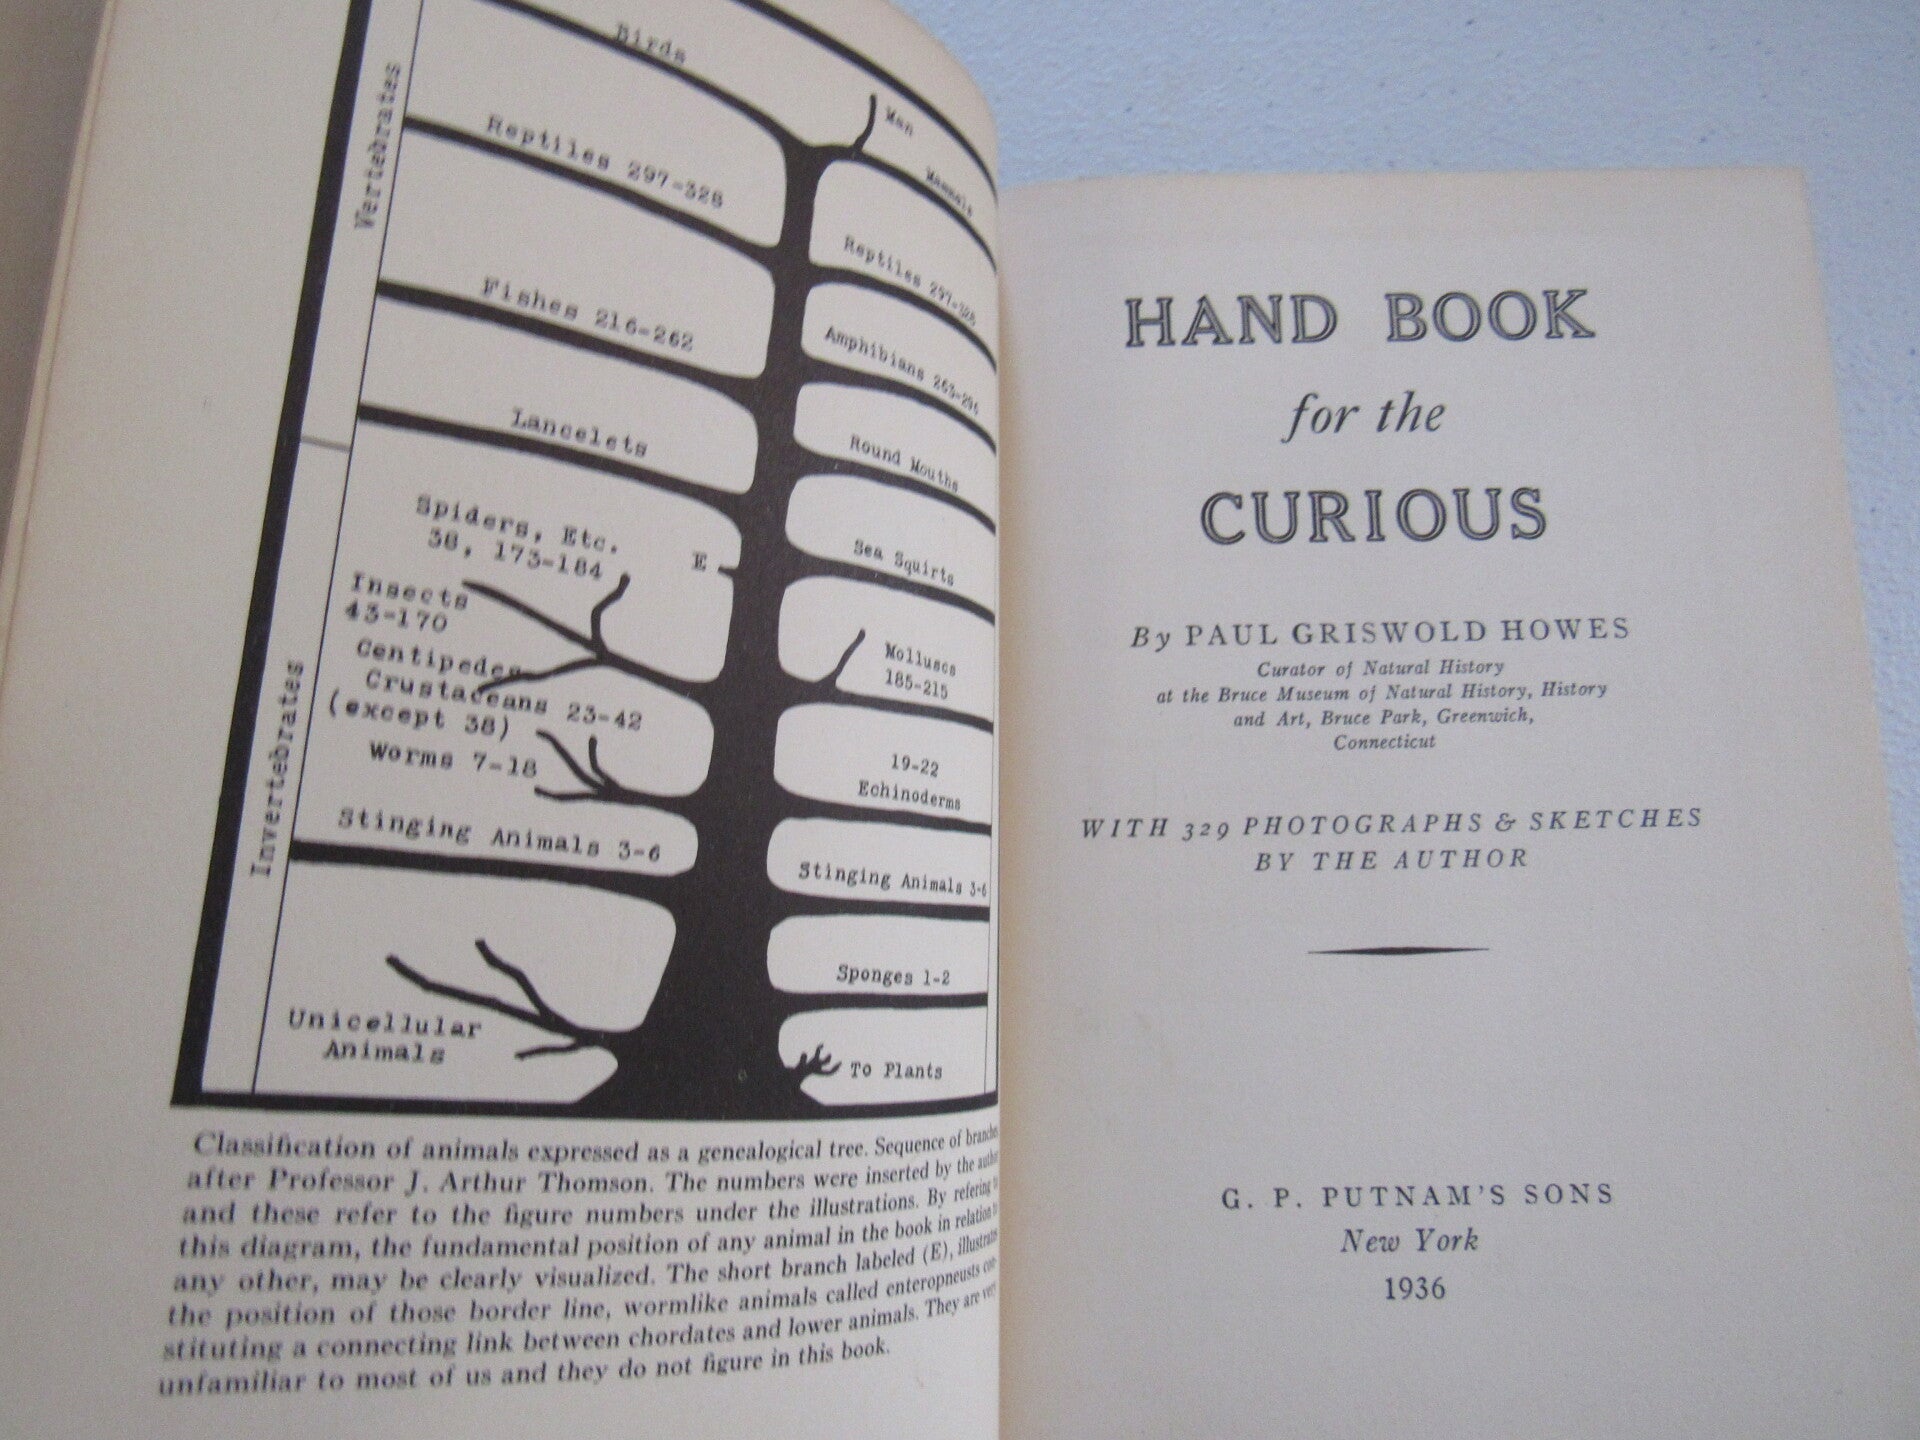 Birds
Man
Mammals
Vertebrates
Reptiles 297-328
Reptiles 297-328
Fishes 216-262
Amphibians 263-296
Lancelets
Round Mouths
Spiders, Etc.
38, 173-184
E
Sea Squirts
Insects
43-170
Centipedes
Molluscs
185-215
Crustaceans 23-42
(except 38)
Worms 7-18
19-22
Echinoderms
Invertebrates
Stinging Animals 3-6
Stinging Animals 3-6
Sponges 1-2
Unicellular
Animals
To Plants
Classification of animals expressed as a genealogical tree. Sequence of branches
after Professor J. Arthur Thomson. The numbers were inserted by the author
and these refer to the figure numbers under the illustrations. By refering to
this diagram, the fundamental position of any animal in the book in relation to
any other, may be clearly visualized. The short branch labeled (E), illustrates
the position of those border line, wormlike animals called enteropneusts con-
stituting a connecting link between chordates and lower animals. They are very
unfamiliar to most of us and they do not figure in this book.
HAND BOOK
for the
CURIOUS
By PAUL GRISWOLD HOWES
Curator of Natural History
at the Bruce Museum of Natural History, History
and Art, Bruce Park, Greenwich,
Connecticut
WITH 329 PHOTOGRAPHS & SKETCHES
BY THE AUTHOR
G. P. PUTNAM'S SONS
New York
1936